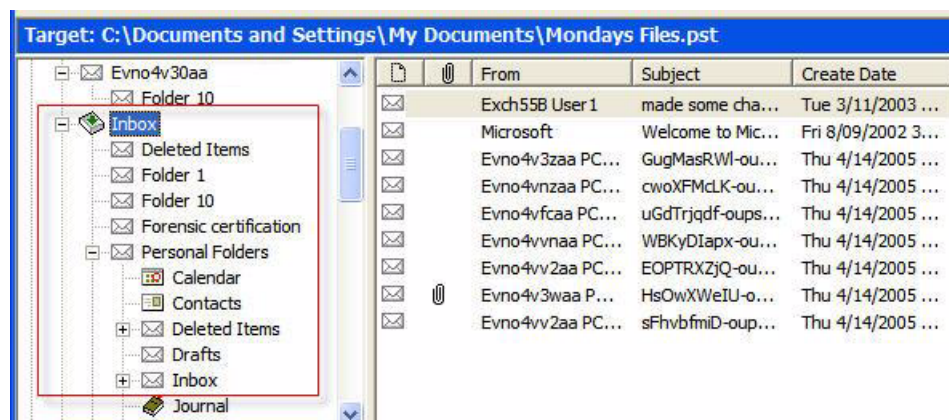 Target: C:\Documents and Settings\My Documents\Mondays Files.pst
Evno4v30aa
Folder 10
Inbox
Deleted Items
Folder 1
Folder 10
Forensic certification
Personal Folders
Calendar
Contacts
Deleted Items
Drafts
Inbox
Journal
From Subject Create Date
Exch55B User1 made some cha... Tue 3/11/2003 ...
Microsoft Welcome to Mic... Fri 8/09/2002 3...
Evno4v3zaa PC... GugMasRWl-ou... Thu 4/14/2005 ...
Evno4vnzaa PC... cwoXFMcLK-ou... Thu 4/14/2005 ...
Evno4vfcaa PC... uGdTrjqdf-oups... Thu 4/14/2005 ...
Evno4vvnaa PC... WBKyDIapx-ou... Thu 4/14/2005 ...
Evno4vv2aa PC... EOPTRXZjQ-ou... Thu 4/14/2005 ...
Evno4v3waa P... HsOwXWeIU-o... Thu 4/14/2005 ...
Evno4vv2aa PC... sFhvbfmiD-oup... Thu 4/14/2005 ...